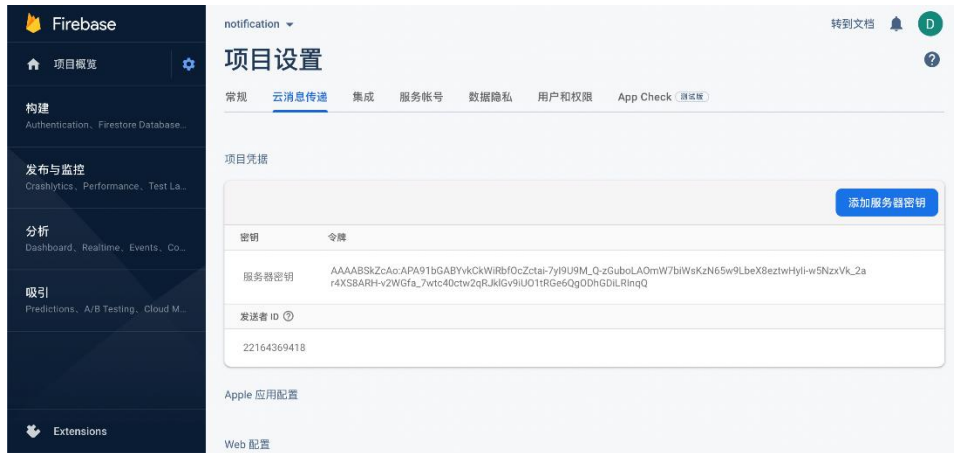 Firebase
notification
转到文档
D
项目概览
项目设置
常规 云消息传递 集成 服务帐号 数据隐私 用户和权限 App Check 测试版
构建
Authentication、Firestore Database...
项目凭据
发布与监控
Crashlytics、Performance、Test La...
添加服务器密钥
分析
Dashboard、Realtime、Events、Co...
密钥 令牌
服务器密钥
AAAABSkZcAo:APA91bGABYvkCkWiRbfOcZctai-7yI9U9M_Q-zGuboLAOmW7biWsKzN65w9LbeX8eztwHyIi-w5NzxVk_2a
r4XS8ARH-v2WGfa_7wtc40ctw2qRJklGv9iUO1tRGe6QgODhGDiLRInqQ
吸引
Predictions、A/B Testing、Cloud M...
发送者 ID
22164369418
Apple 应用配置
Extensions
Web 配置